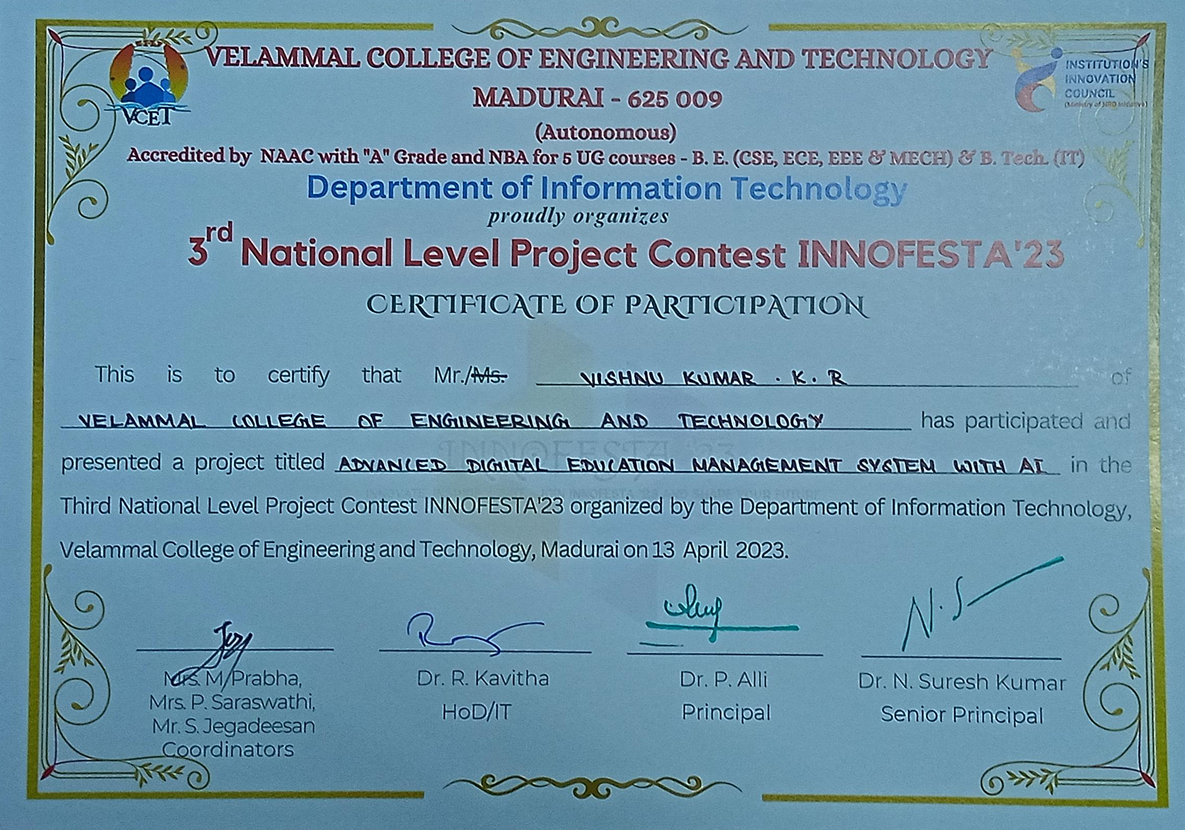 VELAMMAL COLLEGE OF ENGINEERING AND TECHNOLOGY
VCET
INSTITUTION'S
INNOVATION
COUNCIL
(Ministry of HRD Initiative)
MADURAI - 625 009
(Autonomous)
Accredited by NAAC with "A" Grade and NBA for 5 UG courses - B. E. (CSE, ECE, EEE & MECH) & B. Tech. (IT)
Department of Information Technology
proudly organizes
3rd National Level Project Contest INNOFESTA'23
CERTIFICATE OF PARTICIPATION
This is to certify that Mr./Ms. VISHNU KUMAR . K. R of
VELAMMAL COLLEGE OF ENGINEERING AND TECHNOLOGY has participated and
INNOFESTA '23
presented a project titled ADVANCED DIGITAL EDUCATION MANAGEMENT SYSTEM WITH AI in the
Third National Level Project Contest INNOFESTA'23 organized by the Department of Information Technology,
Velammal College of Engineering and Technology, Madurai on 13 April 2023.
N.S
Mrs. M. Prabha,
Mrs. P. Saraswathi,
Mr. S. Jegadeesan
Coordinators
Dr. R. Kavitha
HoD/IT
Dr. P. Alli
Principal
Dr. N. Suresh Kumar
Senior Principal